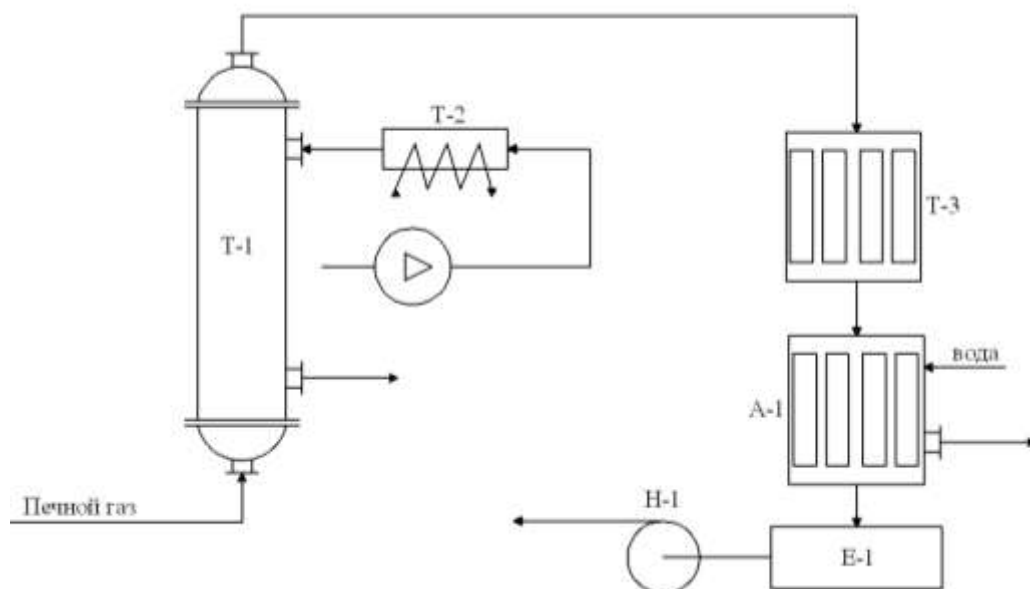 Т-2
Т-3
Т-1
вода
А-1
Печной газ
Н-1
Е-1